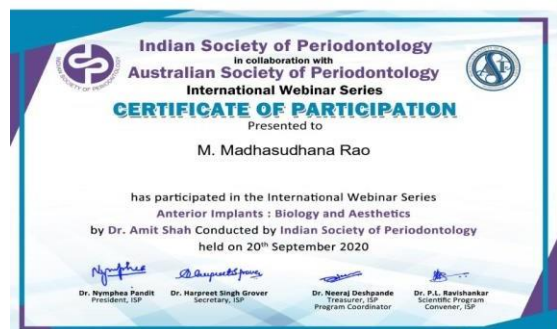 Indian Society of Periodontology
in collaboration with
Australian Society of Periodontology
International Webinar Series
CERTIFICATE OF PARTICIPATION
Presented to
M. Madhasudhana Rao
has participated in the International Webinar Series
Anterior Implants : Biology and Aesthetics
by Dr. Amit Shah Conducted by Indian Society of Periodontology
held on 20th September 2020
Dr. Nymphea Pandit
President, ISP
Dr. Harpreet Singh Grover
Secretary, ISP
Dr. Neeraj Deshpande
Treasurer, ISP
Program Coordinator
Dr. P.L. Ravishankar
Scientific Program
Convener, ISP